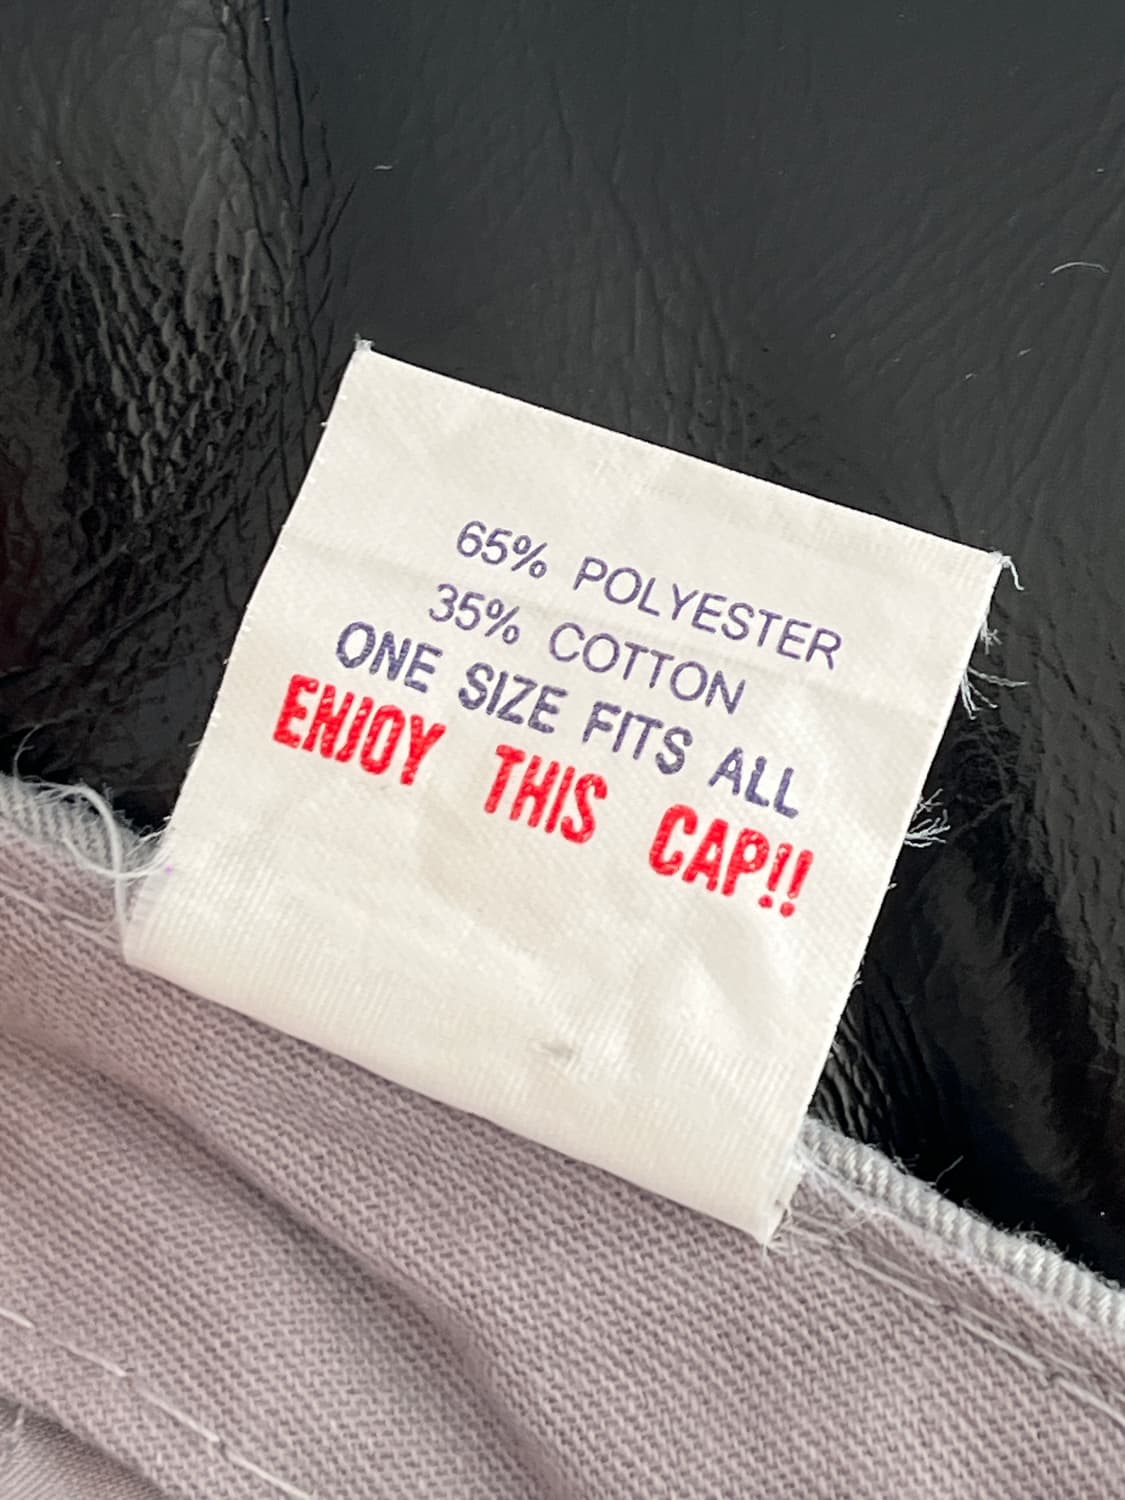 65% POLYESTER
35% COTTON
ONE SIZE FITS ALL
ENJOY THIS CAP!!